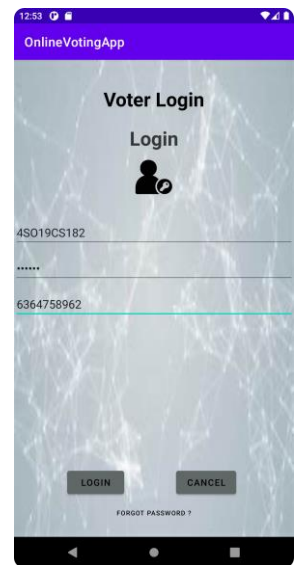 12:53
OnlineVotingApp
Voter Login
Login
4SO19CS182
••••••
6364758962
LOGIN CANCEL
FORGOT PASSWORD ?